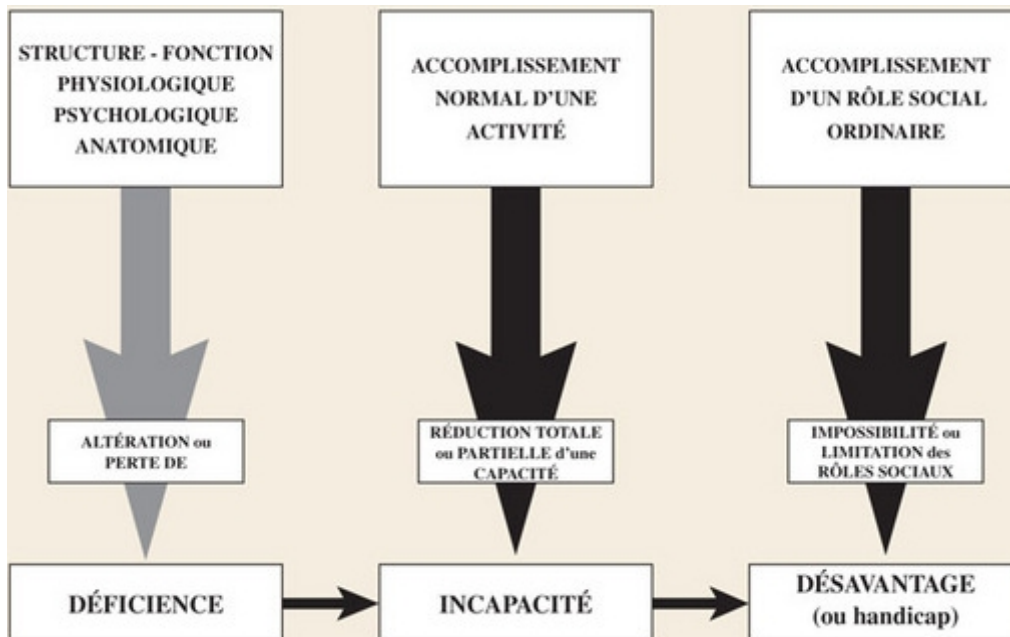 STRUCTURE - FONCTION
PHYSIOLOGIQUE
PSYCHOLOGIQUE
ANATOMIQUE
ACCOMPLISSEMENT
NORMAL D'UNE
ACTIVITÉ
ACCOMPLISSEMENT
D'UN RÔLE SOCIAL
ORDINAIRE
ALTÉRATION ou
PERTE DE
RÉDUCTION TOTALE
ou PARTIELLE d'une
CAPACITÉ
IMPOSSIBILITÉ ou
LIMITATION des
RÔLES SOCIAUX
DÉFICIENCE
INCAPACITÉ
DÉSAVANTAGE
(ou handicap)